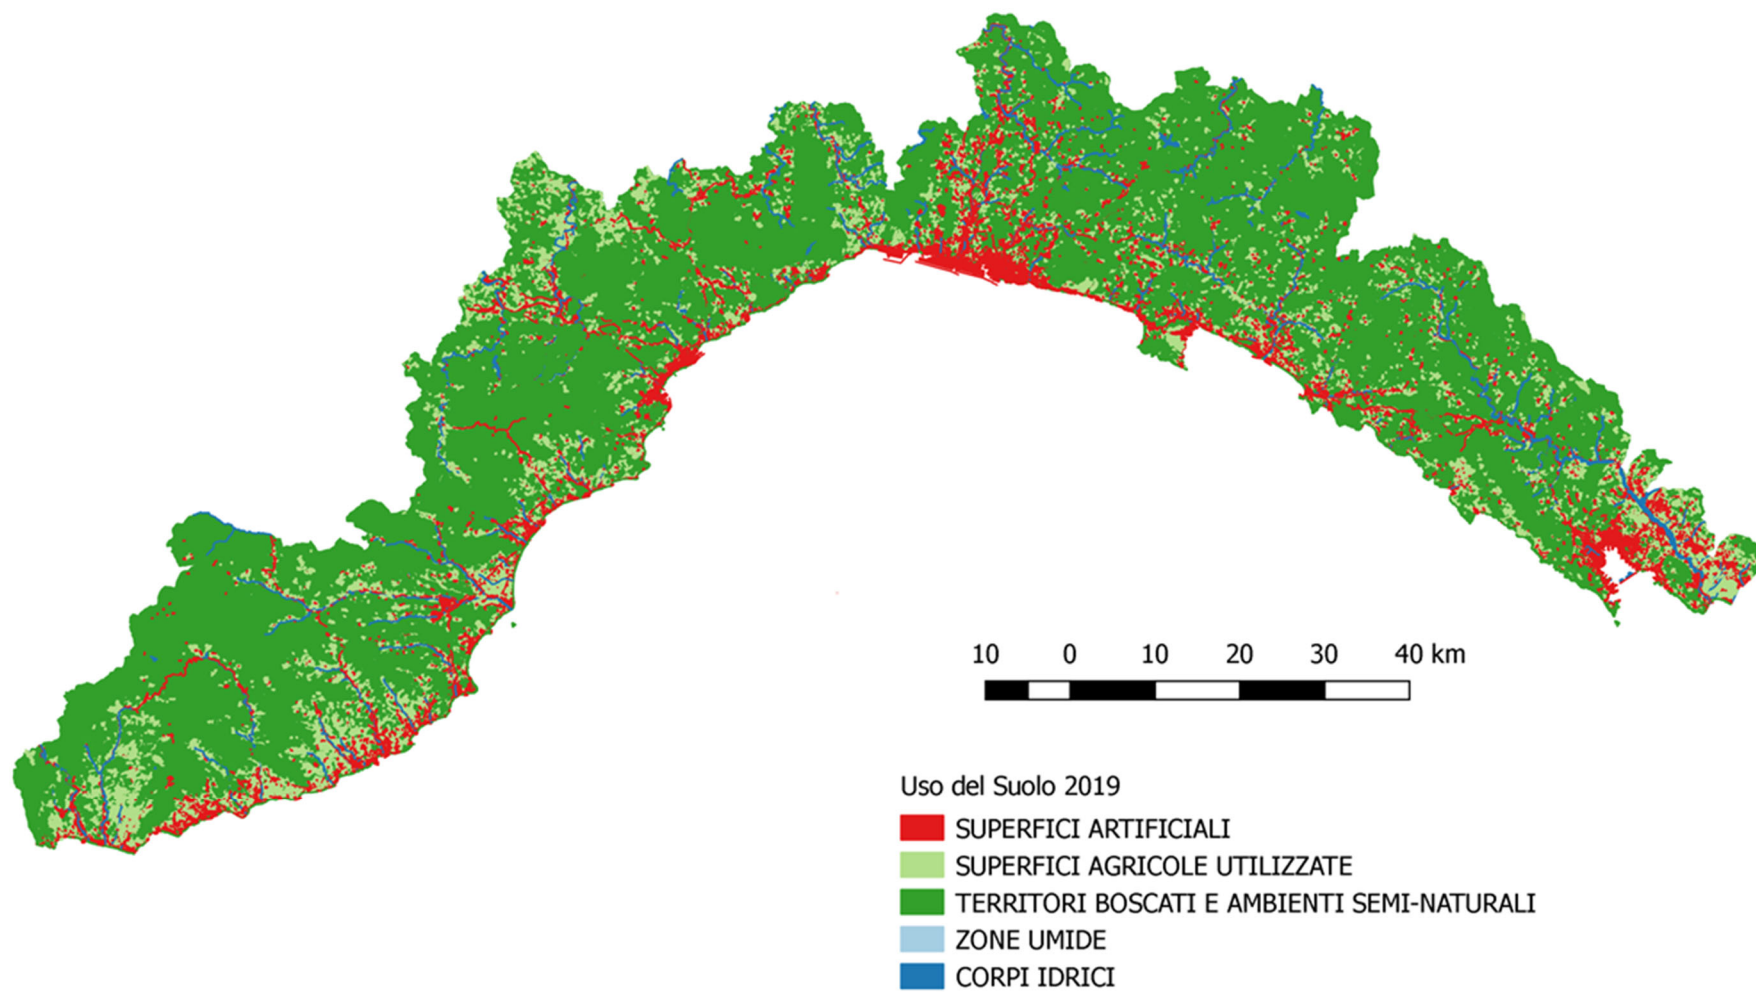 10 0 10 20 30 40 km
Uso del Suolo 2019
SUPERFICI ARTIFICIALI
SUPERFICI AGRICOLE UTILIZZATE
TERRITORI BOSCATI E AMBIENTI SEMI-NATURALI
ZONE UMIDE
CORPI IDRICI